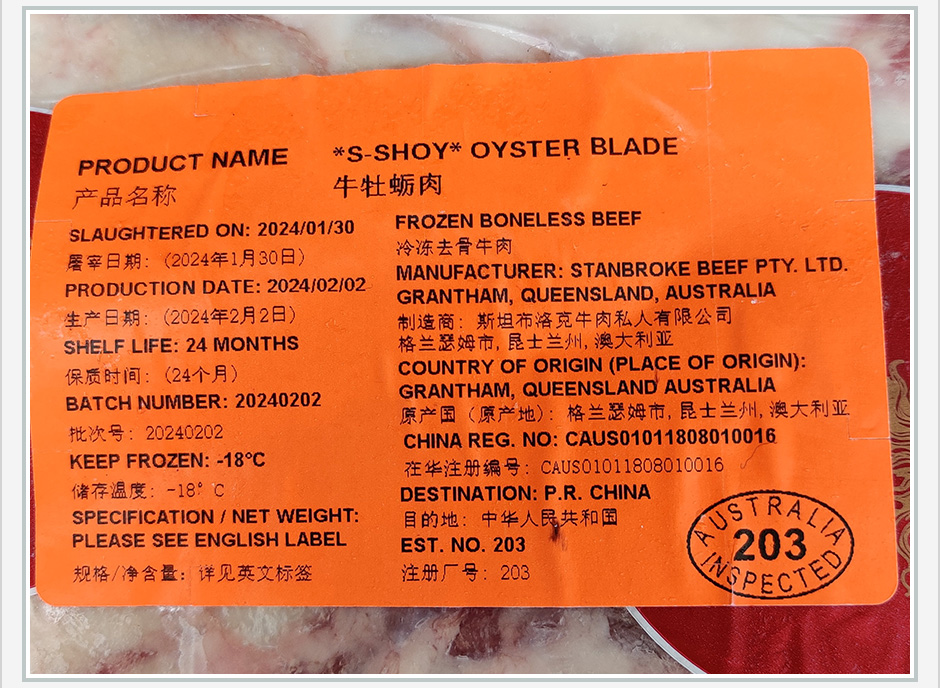 PRODUCT NAME *S-SHOY* OYSTER BLADE
产品名称 牛牡蛎肉
SLAUGHTERED ON: 2024/01/30
屠宰日期: (2024年1月30日)
PRODUCTION DATE: 2024/02/02
生产日期: (2024年2月2日)
SHELF LIFE: 24 MONTHS
保质时间: (24个月)
BATCH NUMBER: 20240202
批次号: 20240202
KEEP FROZEN: -18°C
储存温度: -18° C
SPECIFICATION / NET WEIGHT:
PLEASE SEE ENGLISH LABEL
规格/净含量: 详见英文标签
FROZEN BONELESS BEEF
冷冻去骨牛肉
MANUFACTURER: STANBROKE BEEF PTY. LTD.
GRANTHAM, QUEENSLAND, AUSTRALIA
制造商: 斯坦布洛克牛肉私人有限公司
格兰瑟姆市, 昆士兰州, 澳大利亚
COUNTRY OF ORIGIN (PLACE OF ORIGIN):
GRANTHAM, QUEENSLAND AUSTRALIA
原产国 (原产地): 格兰瑟姆市, 昆士兰州, 澳大利亚
CHINA REG. NO: CAUS01011808010016
在华注册编号: CAUS01011808010016
DESTINATION: P.R. CHINA
目的地: 中华人民共和国
EST. NO. 203
注册厂号: 203
AUSTRALIA
203
INSPECTED